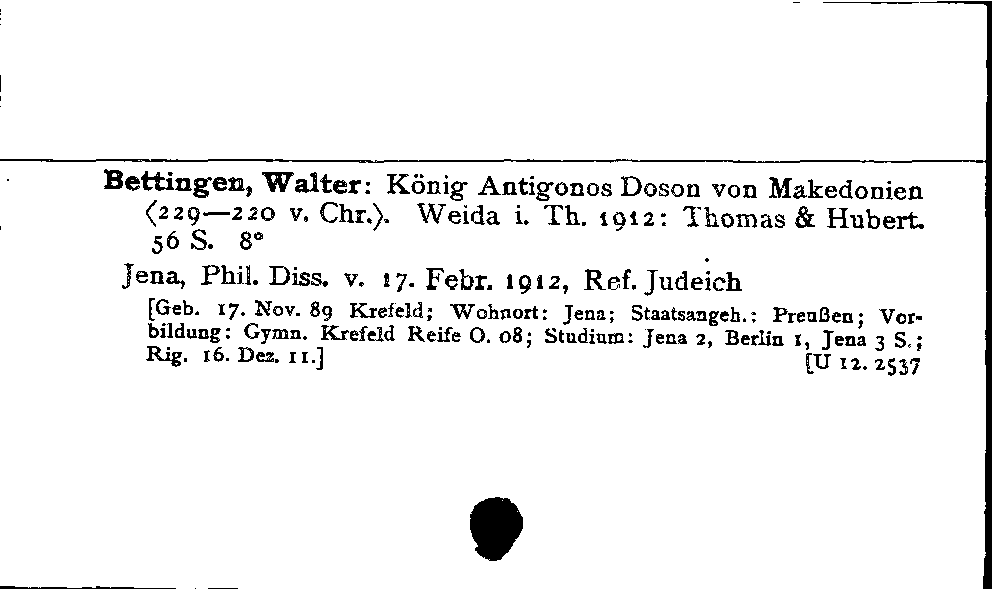 Bettingen, Walter: König Antigonos Doson von Makedonien
⟨229—220 v. Chr.⟩. Weida i. Th. 1912: Thomas & Hubert.
56 S. 8°
Jena, Phil. Diss. v. 17. Febr. 1912, Ref. Judeich
[Geb. 17. Nov. 89 Krefeld; Wohnort: Jena; Staatsangeh.: Preußen; Vor-
bildung: Gymn. Krefeld Reife O. 08; Studium: Jena 2, Berlin 1, Jena 3 S.;
Rig. 16. Dez. 11.] [U 12. 2537